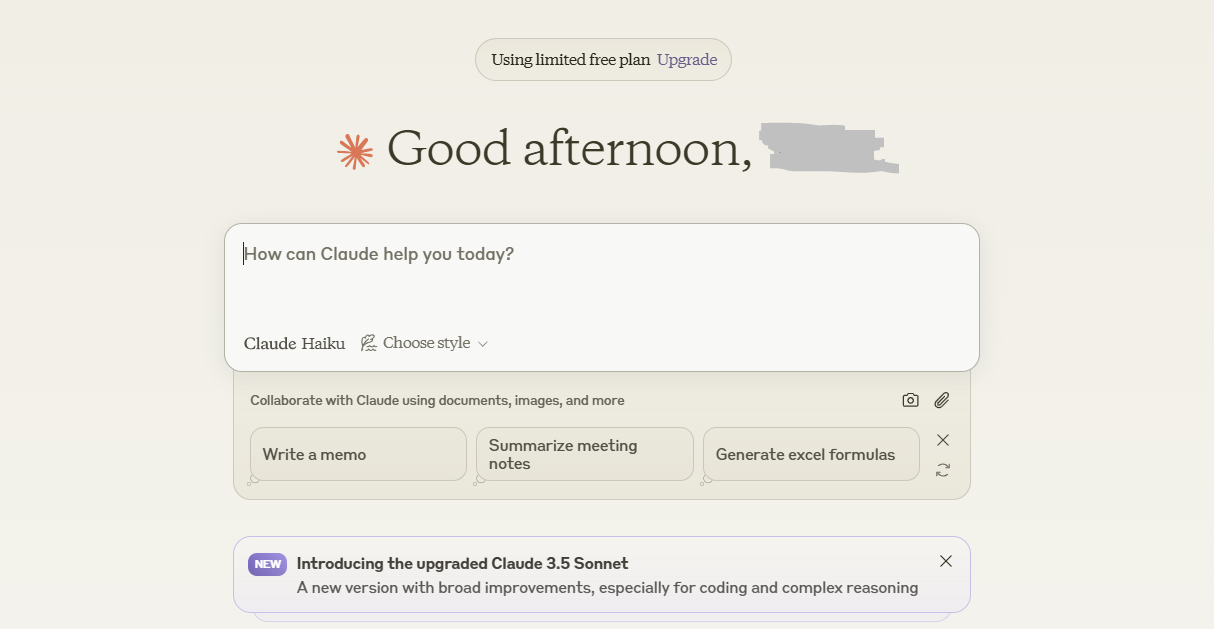 Using limited free plan Upgrade
Good afternoon,
How can Claude help you today?
Claude Haiku Choose style
Collaborate with Claude using documents, images, and more
Write a memo
Summarize meeting
notes
Generate excel formulas
NEW Introducing the upgraded Claude 3.5 Sonnet
A new version with broad improvements, especially for coding and complex reasoning